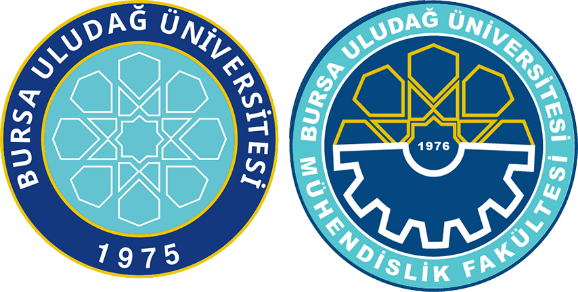 BURSA ULUDAĞ ÜNİVERSİTESİ
1975
BURSA ULUDAĞ ÜNİVERSİTESİ
1976
MÜHENDİSLİK FAKÜLTESİ